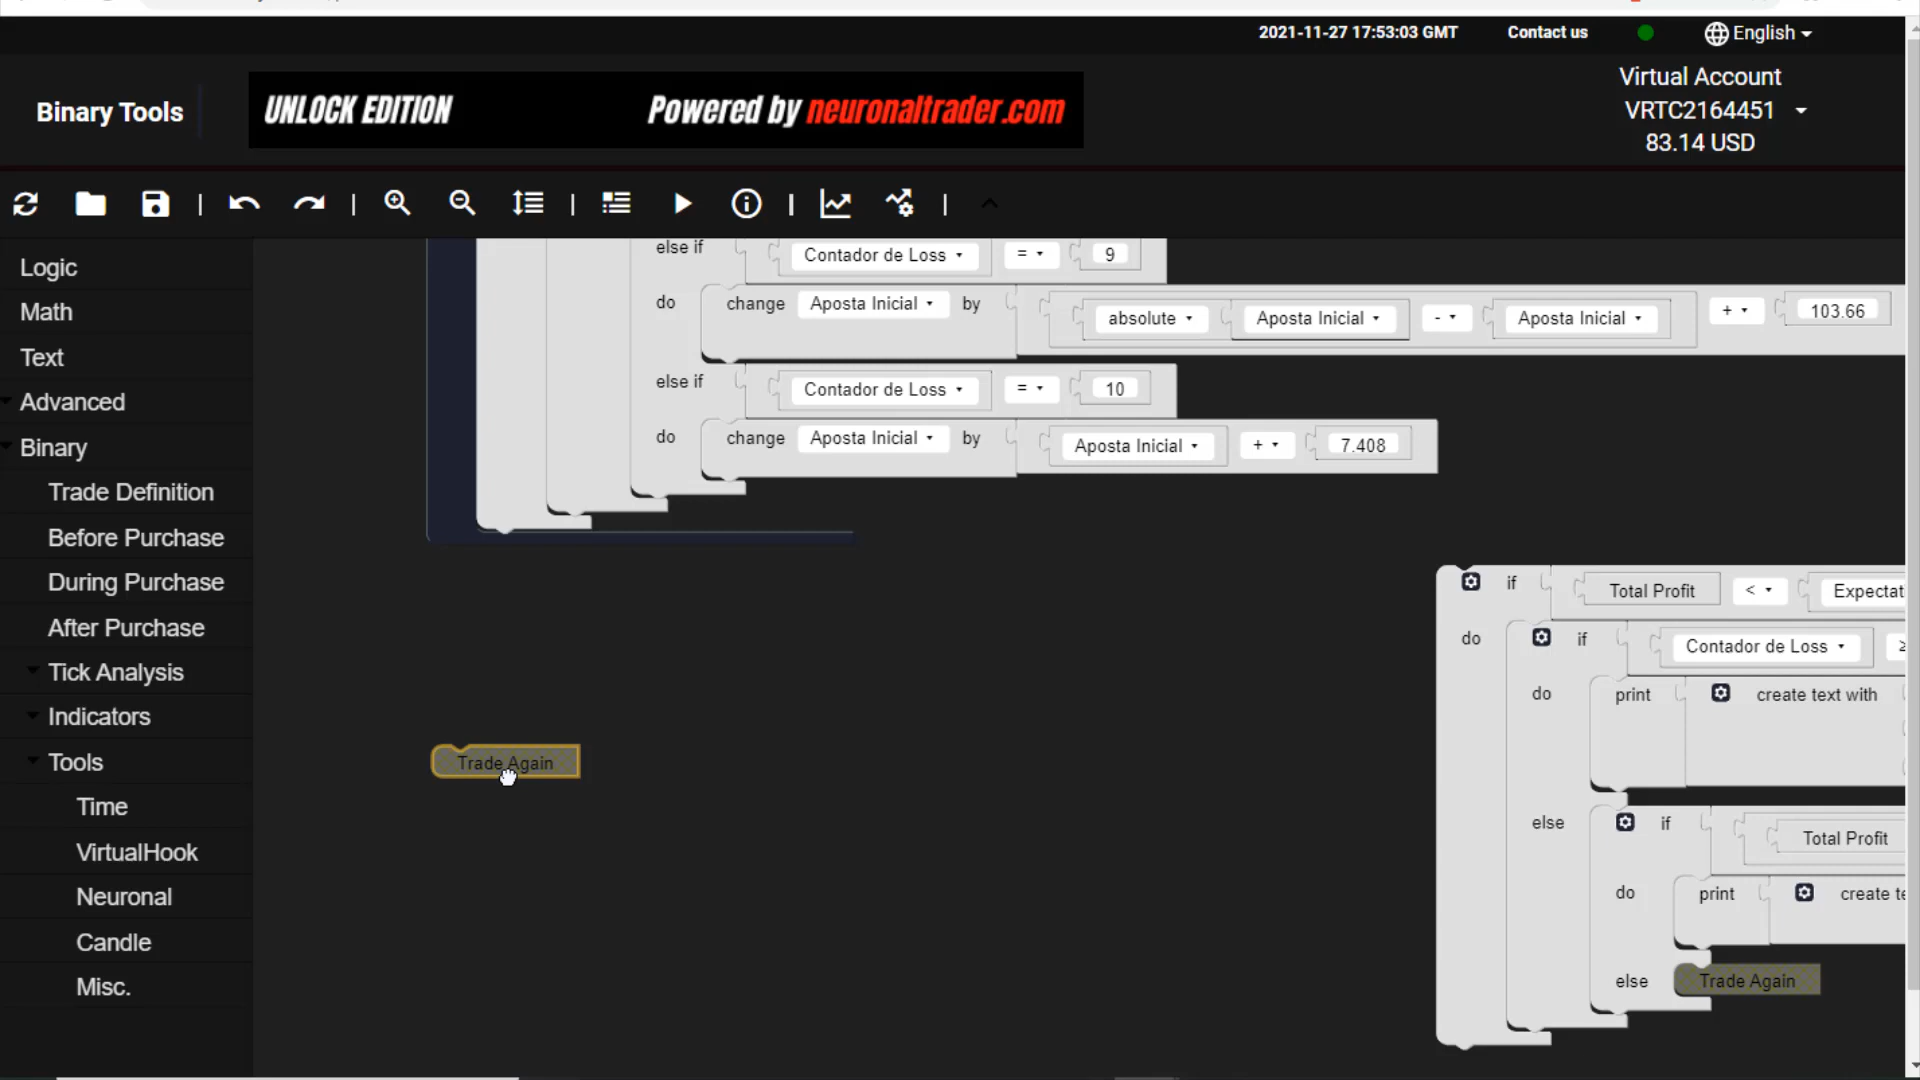 2021-11-27 17:53:03 GMT
Contact us
English
Binary Tools
UNLOCK EDITION
Powered by neuronaltrader.com
Virtual Account
VRTC2164451
83.14 USD
Logic
Math
Text
Advanced
Binary
Trade Definition
Before Purchase
During Purchase
After Purchase
Tick Analysis
Indicators
Tools
Time
VirtualHook
Neuronal
Candle
Misc.
else if Contador de Loss = 9
do change Aposta Inicial by absolute Aposta Inicial - Aposta Inicial + 103.66
else if Contador de Loss = 10
do change Aposta Inicial by Aposta Inicial + 7.408
Trade Again
if Total Profit <
do if Contador de Loss ≥
do print create text with
else if Total Profit
do print create
else Trade Again